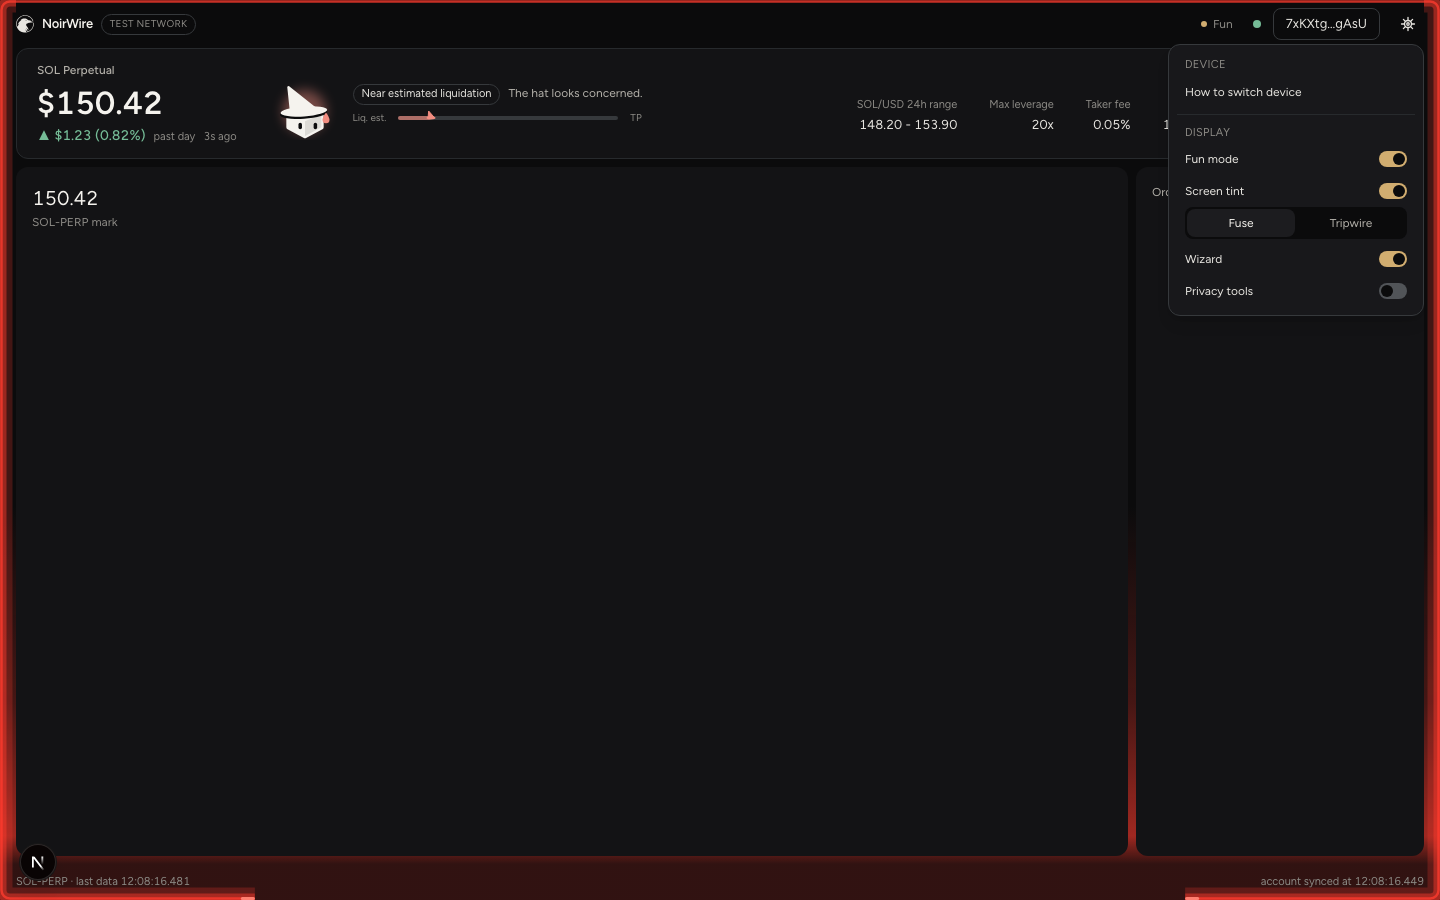 NoirWire
TEST NETWORK
Fun
7xKXtg...gAsU
SOL Perpetual
$150.42
▲ $1.23 (0.82%) past day 3s ago
Near estimated liquidation
The hat looks concerned.
Liq. est.
TP
SOL/USD 24h range
148.20 - 153.90
Max leverage
20x
Taker fee
0.05%
DEVICE
How to switch device
DISPLAY
Fun mode
Screen tint
Fuse
Tripwire
Wizard
Privacy tools
150.42
SOL-PERP mark
N
SOL-PERP · last data 12:08:16.481
account synced at 12:08:16.449